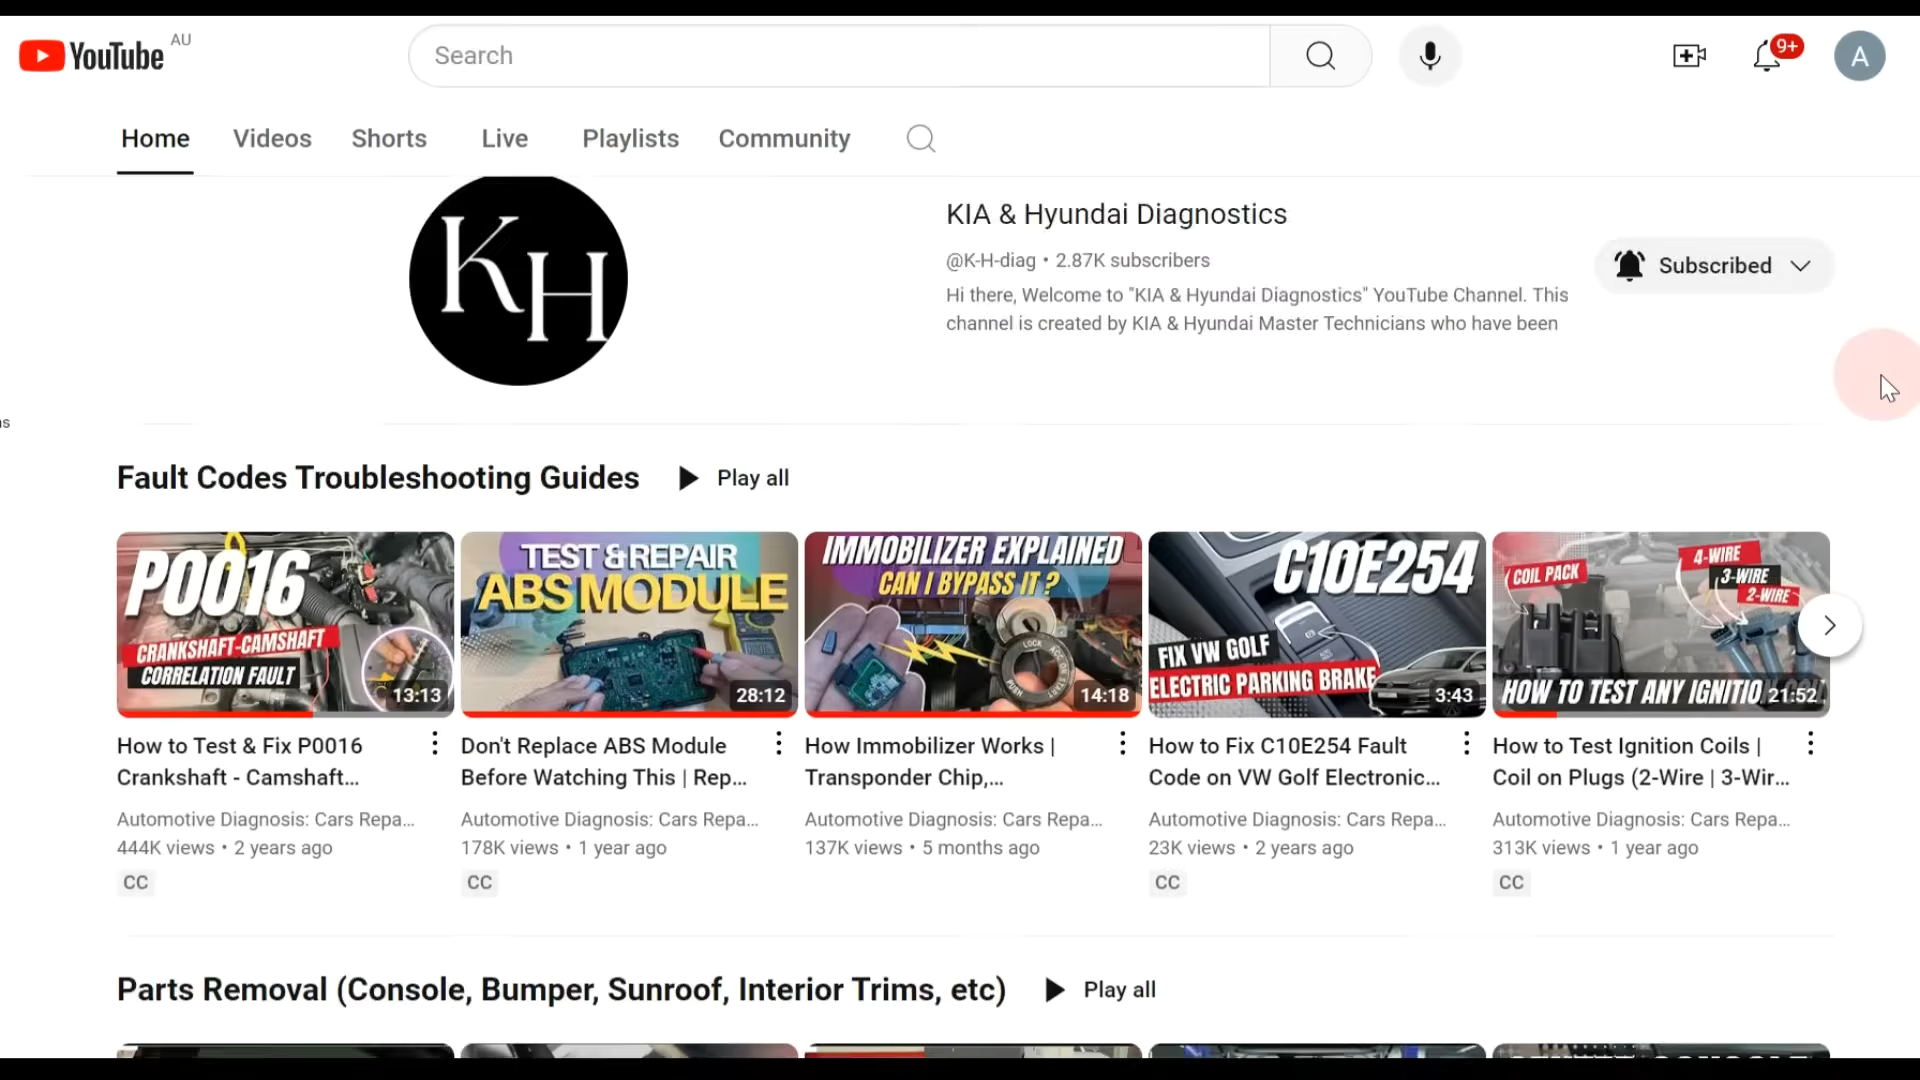 YouTube AU
Search
9+
A
Home Videos Shorts Live Playlists Community
KH
KIA & Hyundai Diagnostics
@K-H-diag • 2.87K subscribers
Hi there, Welcome to "KIA & Hyundai Diagnostics" YouTube Channel. This
channel is created by KIA & Hyundai Master Technicians who have been
Subscribed
Fault Codes Troubleshooting Guides Play all
P0016
CRANKSHAFT-CAMSHAFT
CORRELATION FAULT
13:13
How to Test & Fix P0016
Crankshaft - Camshaft...
Automotive Diagnosis: Cars Repa...
444K views • 2 years ago
CC
TEST & REPAIR
ABS MODULE
28:12
Don't Replace ABS Module
Before Watching This | Rep...
Automotive Diagnosis: Cars Repa...
178K views • 1 year ago
CC
IMMOBILIZER EXPLAINED
CAN I BYPASS IT ?
LOCK
ACC
PUSH
14:18
How Immobilizer Works |
Transponder Chip,...
Automotive Diagnosis: Cars Repa...
137K views • 5 months ago
C10E254
FIX VW GOLF
ELECTRIC PARKING BRAKE
3:43
How to Fix C10E254 Fault
Code on VW Golf Electronic...
Automotive Diagnosis: Cars Repa...
23K views • 2 years ago
CC
COIL PACK
4-WIRE
3-WIRE
2-WIRE
HOW TO TEST ANY IGNITIO
21:52
How to Test Ignition Coils |
Coil on Plugs (2-Wire | 3-Wir...
Automotive Diagnosis: Cars Repa...
313K views • 1 year ago
CC
Parts Removal (Console, Bumper, Sunroof, Interior Trims, etc) Play all